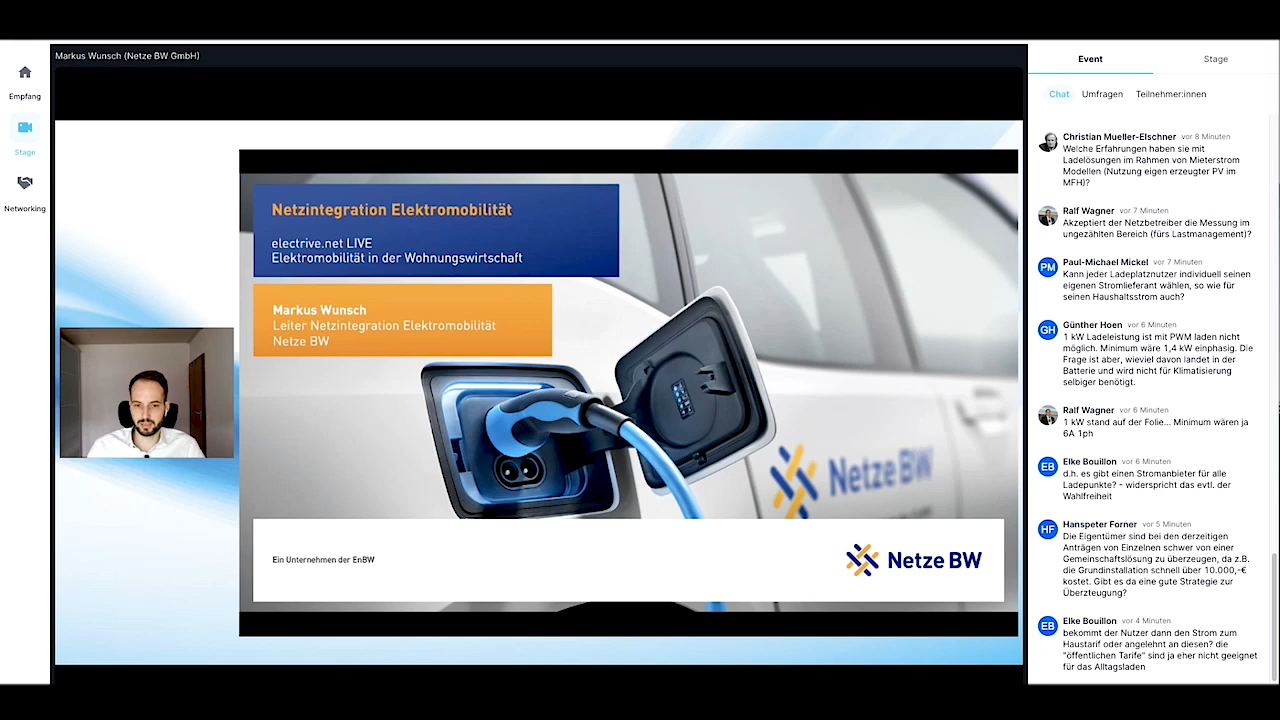 Markus Wunsch (Netze BW GmbH)
Empfang
Stage
Networking
Netzintegration Elektromobilität
electrive.net LIVE
Elektromobilität in der Wohnungswirtschaft
Markus Wunsch
Leiter Netzintegration Elektromobilität
Netze BW
Netze BW
Ein Unternehmen der EnBW
Netze BW
Event
Stage
Chat
Umfragen
Teilnehmer:innen
Christian Mueller-Elschner vor 8 Minuten
Welche Erfahrungen haben sie mit
Ladelösungen im Rahmen von Mieterstrom
Modellen (Nutzung eigen erzeugter PV im
MFH)?
Ralf Wagner vor 7 Minuten
Akzeptiert der Netzbetreiber die Messung im
ungezählten Bereich (fürs Lastmanagement)?
PM
Paul-Michael Mickel vor 7 Minuten
Kann jeder Ladeplatznutzer individuell seinen
eigenen Stromlieferant wählen, so wie für
seinen Haushaltsstrom auch?
GH
Günther Hoen vor 6 Minuten
1 kW Ladeleistung ist mit PWM laden nicht
möglich. Minimum wäre 1,4 kW einphasig. Die
Frage ist aber, wieviel davon landet in der
Batterie und wird nicht für Klimatisierung
selbiger benötigt.
Ralf Wagner vor 6 Minuten
1 kW stand auf der Folie... Minimum wären ja
6A 1ph
EB
Elke Bouillon vor 6 Minuten
d.h. es gibt einen Stromanbieter für alle
Ladepunkte? - widerspricht das evtl. der
Wahlfreiheit
HF
Hanspeter Forner vor 5 Minuten
Die Eigentümer sind bei den derzeitigen
Anträgen von Einzelnen schwer von einer
Gemeinschaftslösung zu überzeugen, da z.B.
die Grundinstallation schnell über 10.000,-€
kostet. Gibt es da eine gute Strategie zur
Überzteugung?
EB
Elke Bouillon vor 4 Minuten
bekommt der Nutzer dann den Strom zum
Haustarif oder angelehnt an diesen? die
"öffentlichen Tarife" sind ja eher nicht geeignet
für das Alltagsladen